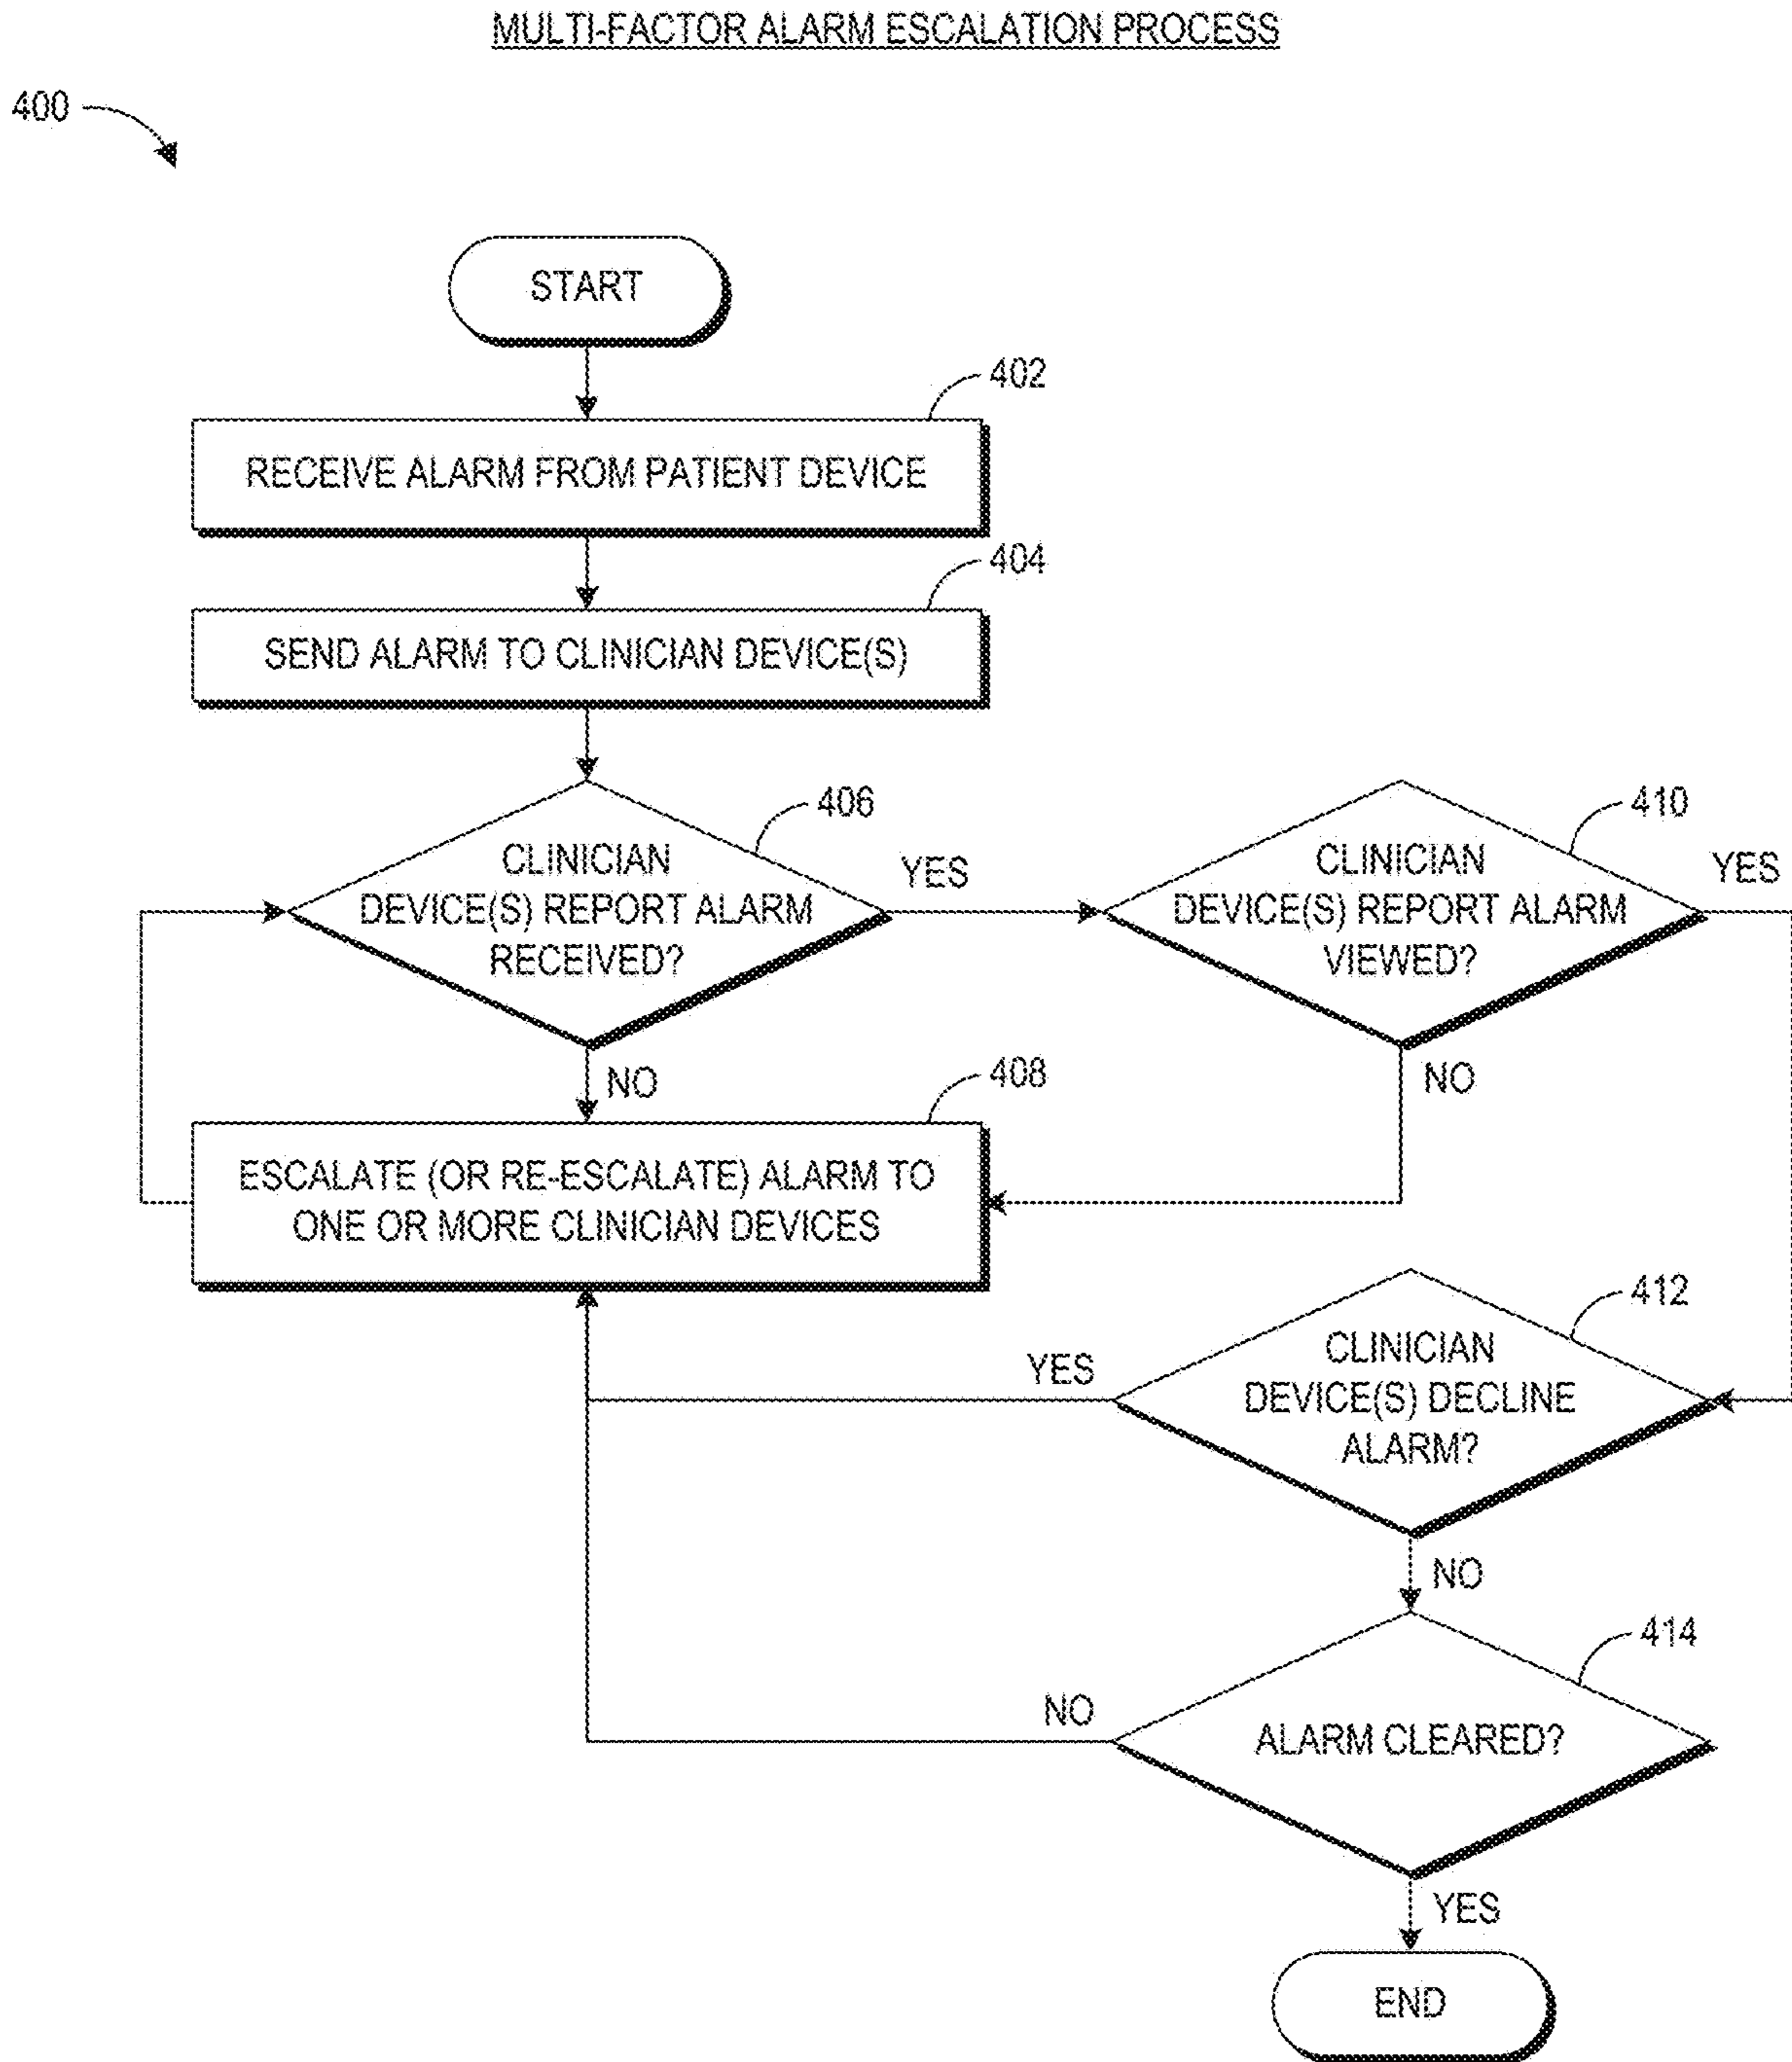 MULTI-FACTOR ALARM ESCALATION PROCESS
400
START
402
RECEIVE ALARM FROM PATIENT DEVICE
404
SEND ALARM TO CLINICIAN DEVICE(S)
406
CLINICIAN
DEVICE(S) REPORT ALARM
RECEIVED?
YES
NO
410
CLINICIAN
DEVICE(S) REPORT ALARM
VIEWED?
YES
NO
408
ESCALATE (OR RE-ESCALATE) ALARM TO
ONE OR MORE CLINICIAN DEVICES
412
CLINICIAN
DEVICE(S) DECLINE
ALARM?
YES
NO
414
ALARM CLEARED?
NO
YES
END